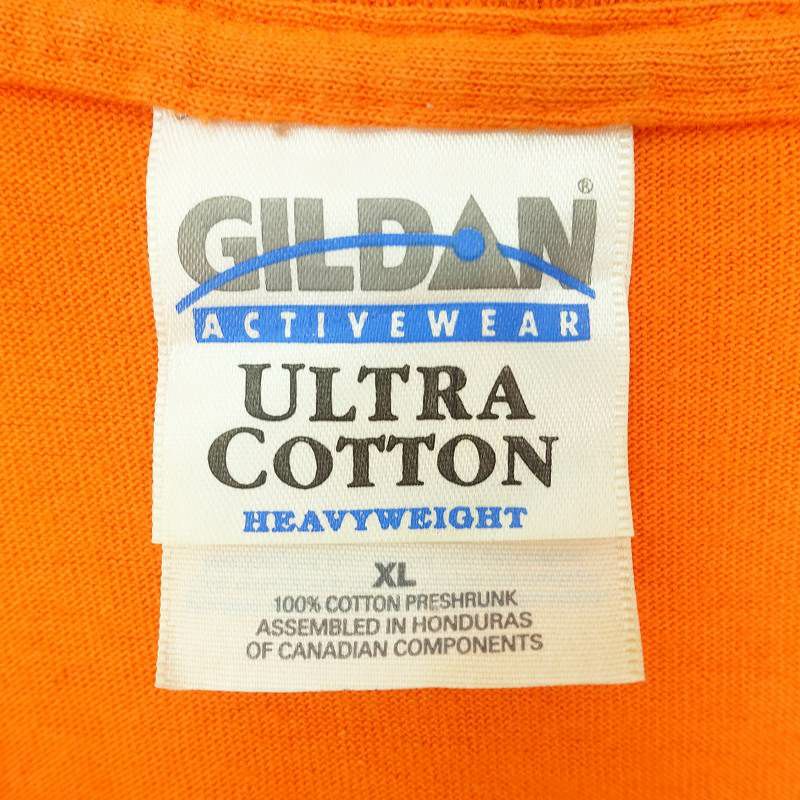 GILDAN®
ACTIVEWEAR
ULTRA
COTTON
HEAVYWEIGHT
XL
100% COTTON PRESHRUNK
ASSEMBLED IN HONDURAS
OF CANADIAN COMPONENTS